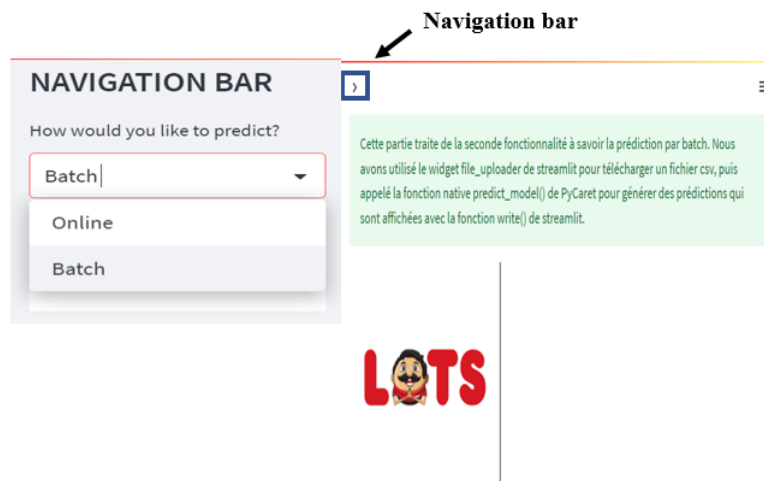 Navigation bar
NAVIGATION BAR
How would you like to predict?
Batch
Online
Batch
Cette partie traite de la seconde fonctionnalité à savoir la prédiction par batch. Nous
avons utilisé le widget file_uploader de streamlit pour télécharger un fichier csv, puis
appelé la fonction native predict_model() de PyCaret pour générer des prédictions qui
sont affichées avec la fonction write() de streamlit.
LOTS